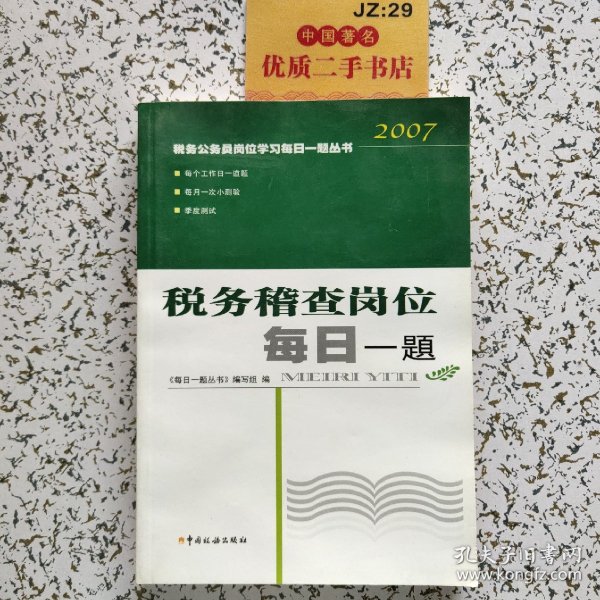 JZ:29
中国著名
优质二手书店
2007
税务公务员岗位学习每日一题丛书
■ 每个工作日一道题
■ 每月一次小测验
■ 季度测试
税务稽查岗位
每日一題
《每日一题丛书》编写组 编
MEIRI YITI
中国税务出版社
孔夫子旧书网
www.kongfz.com